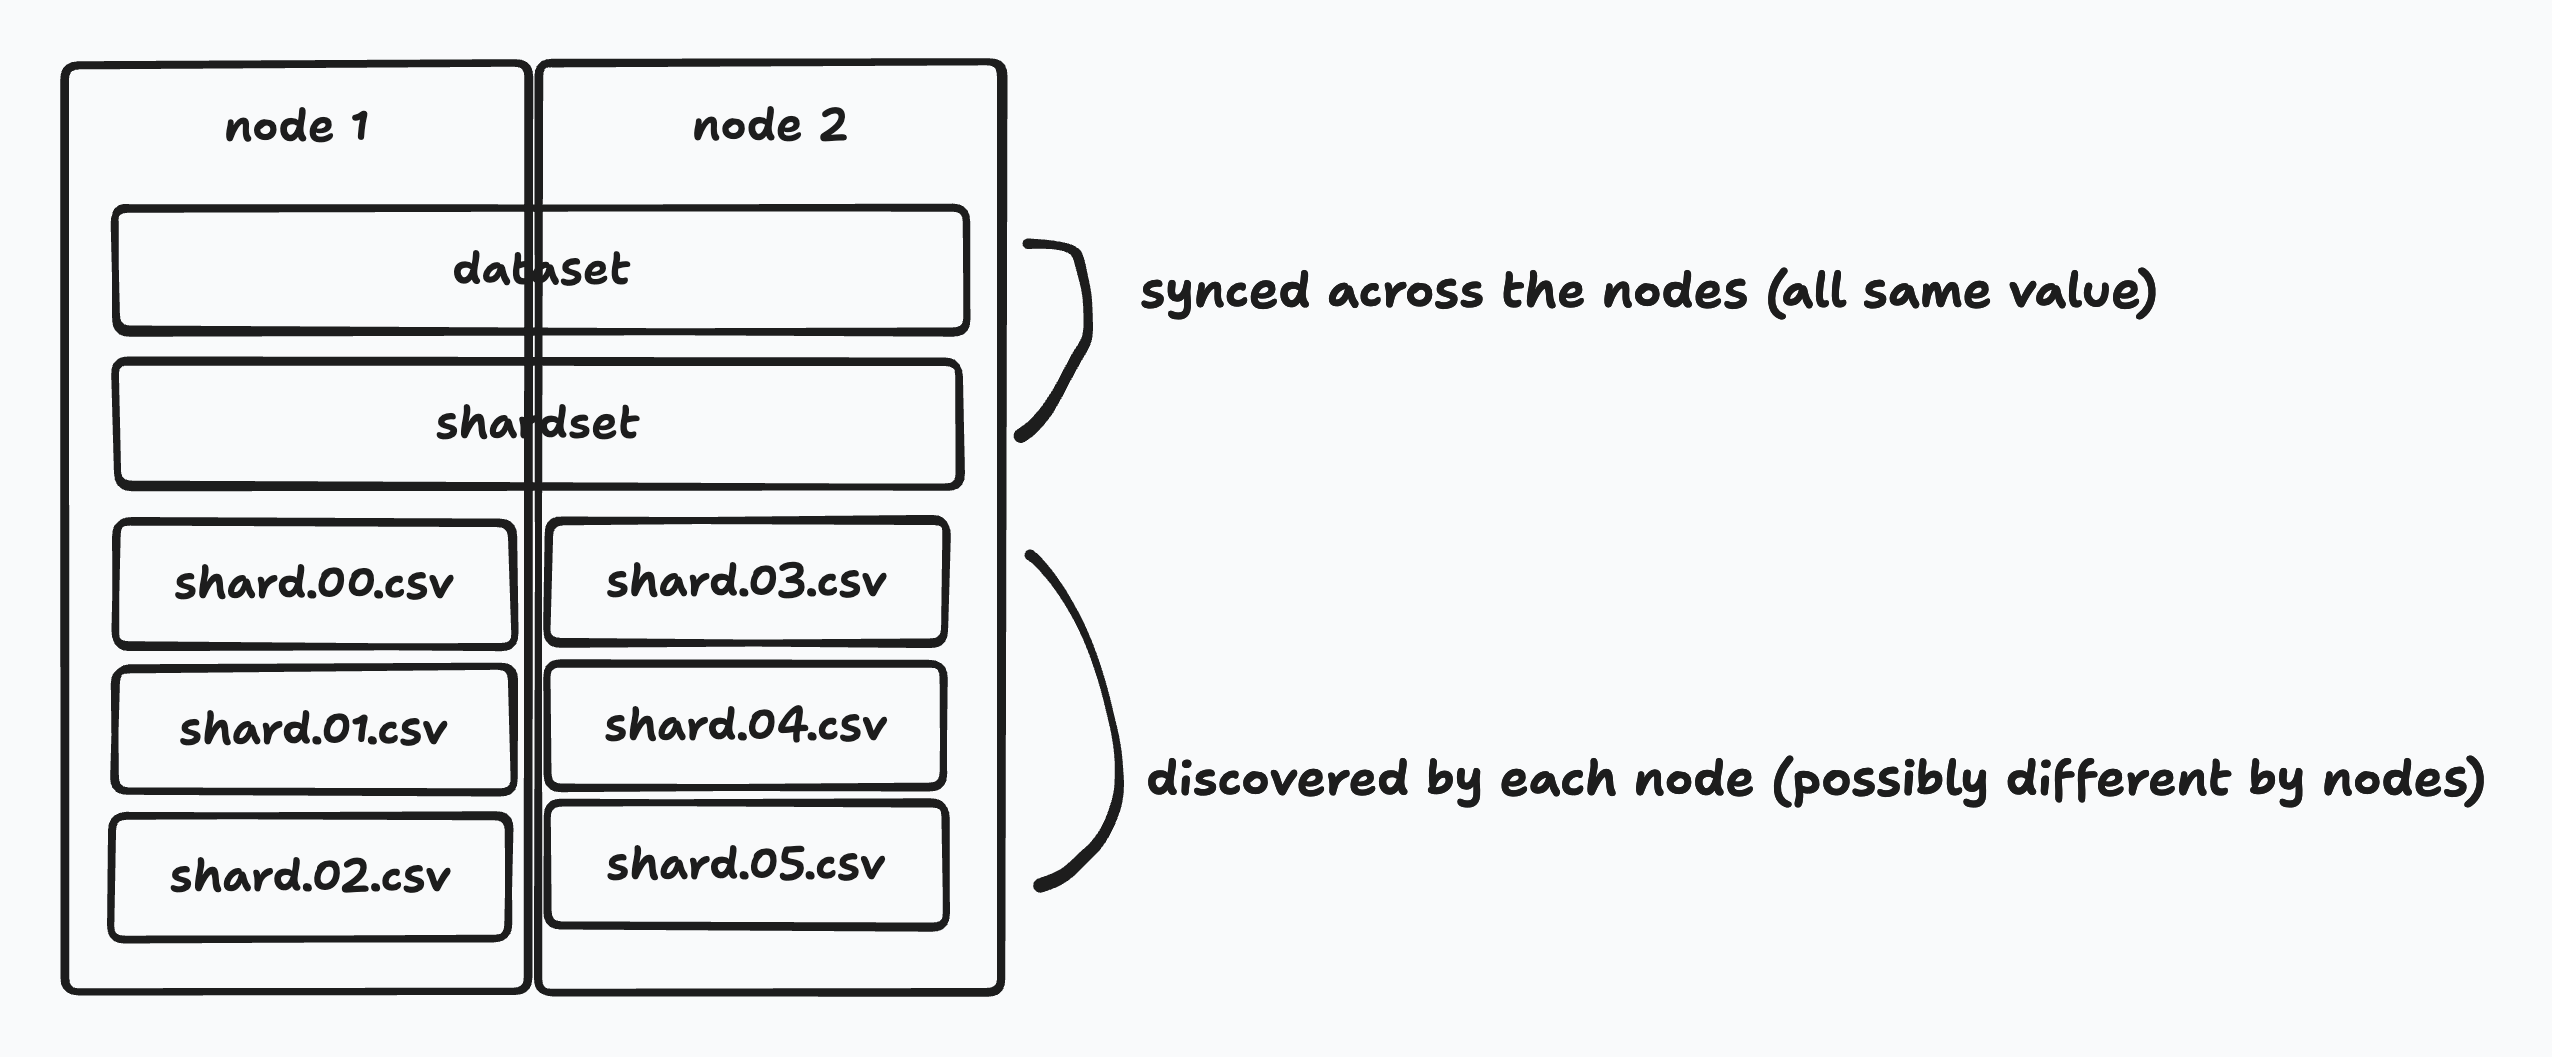 node 1
node 2
dataset
shardset
synced across the nodes (all same value)
shard.00.csv
shard.03.csv
shard.01.csv
shard.04.csv
shard.02.csv
shard.05.csv
discovered by each node (possibly different by nodes)